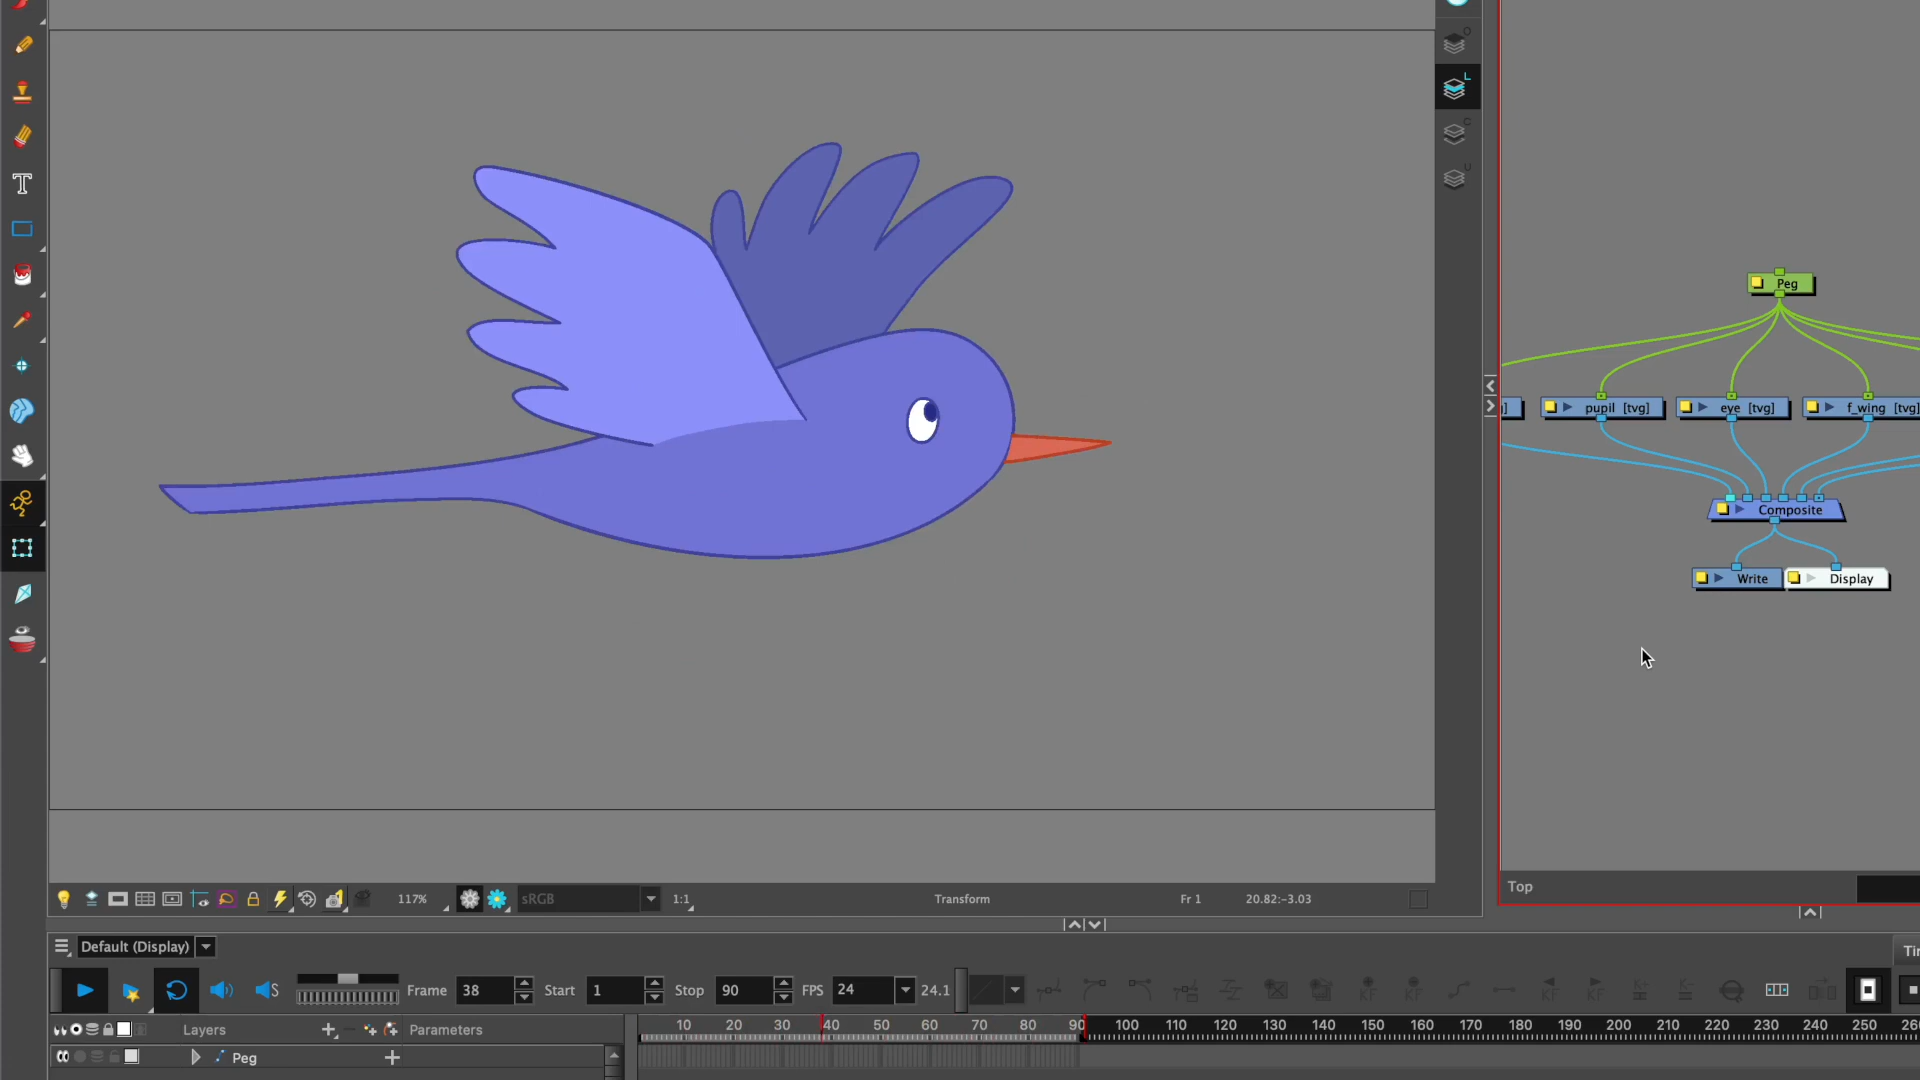 O
L
C
U
T
Peg
]
pupil [tvg]
eye [tvg]
f_wing [tvg]
Composite
Write
Display
Top
117%
sRGB
1:1
Transform
Fr 1
20.82:-3.03
Default (Display)
Frame 38 Start 1 Stop 90 FPS 24 24.1
Layers
Parameters
10 20 30 40 50 60 70 80 90 100 110 120 130 140 150 160 170 180 190 200 210 220 230 240 250
Peg